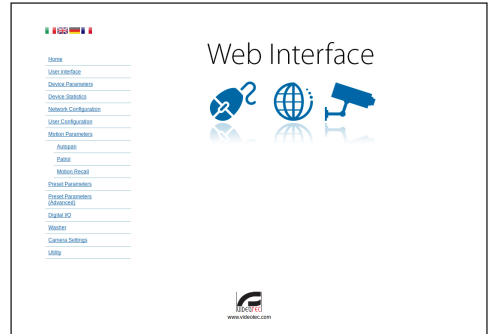 Web Interface
Home
User interface
Device Parameters
Device Statistics
Network Configuration
User Configuration
Motion Parameters
Autopan
Patrol
Motion Recall
Preset Parameters
Preset Parameters
(Advanced)
Digital I/O
Washer
Camera Settings
Utility
VIDEOTEC
www.videotec.com